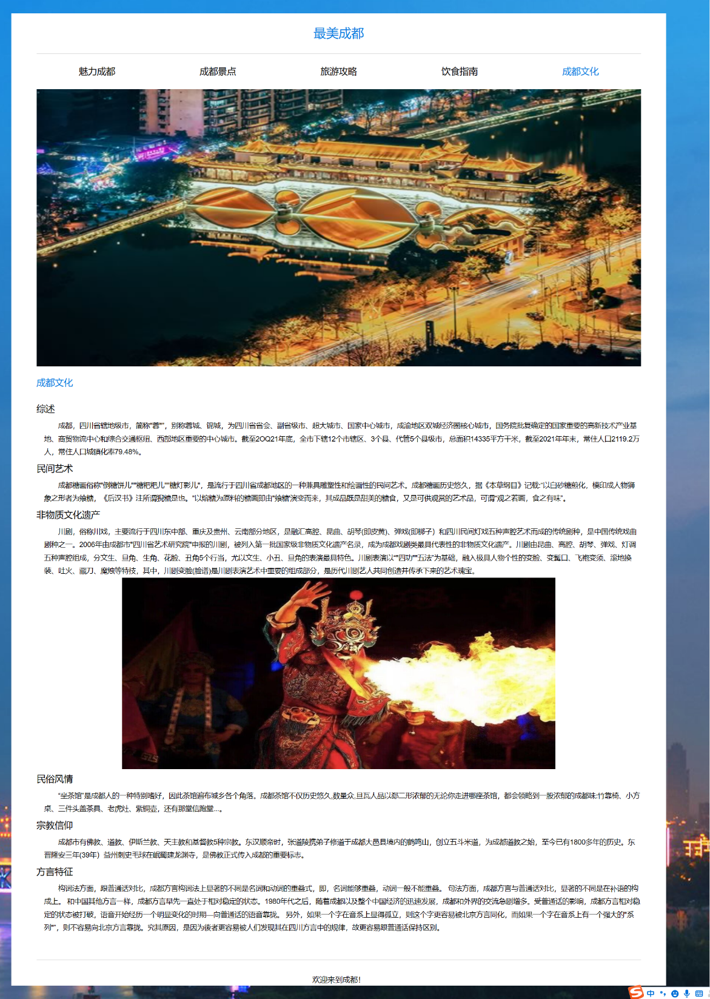 最美成都
魅力成都 成都景点 旅游攻略 饮食指南 成都文化
成都文化
综述
成都，四川省辖地级市，简称"蓉""，别称蓉城、锦城，为四川省省会、副省级市、超大城市、国家中心城市，成渝地区双城经济圈核心城市，国务院批复确定的国家重要的高新技术产业基
地、商贸物流中心和综合交通枢纽、西部地区重要的中心城市。截至2OQ21年底，全市下辖12个市辖区、3个县、代管5个县级市，总面积14335平方千米，截至2021年年末，常住人口2119.2万
人，常住人口城镇化率79.48%。
民间艺术
成都糖画俗称"倒糖饼儿""糖粑粑儿""糖灯影儿"，是流行于四川省成都地区的一种兼具雕塑性和绘画性的民间艺术。成都糖画历史悠久，据《本草纲目》记载:"以白砂糖煎化，模印成人物狮
象之形者为飨糖，《后汉书》注所谓猊糖是也。"以熔糖为原料的糖画即由"飨糖'演变而来，其成品既是甜美的糖食，又是可供观赏的艺术品，可谓"观之若画，食之有味"。
非物质文化遗产
川剧，俗称川戏，主要流行于四川东中部、重庆及贵州、云南部分地区，是融汇高腔、昆曲、胡琴(即皮黄)、弹戏(即梆子）和四川民间灯戏五种声腔艺术而成的传统剧种，是中国传统戏曲
剧种之一。2006年由成都市"四川省艺术研究院"申报的川剧，被列入第一批国家级非物质文化遗产名录，成为成都戏剧类最具代表性的非物质文化遗产。川剧由昆曲、高腔、胡琴、弹戏、灯调
五种声腔组成，分文生、旦角、生角、花脸、丑角5个行当，尤以文生、小丑、旦角的表演最具特色。川剧表演以""四功""五法"为基础，融入极具人物个性的变脸、变髯口、飞袍变须、滚地换
装、吐火、藏刀、魔烛等特技，其中，川剧变脸(脸谱)是川剧表演艺术中重要的组成部分，是历代川剧艺人共同创造并传承下来的艺术瑰宝。
民俗风情
"坐茶馆"是成都人的一种特别嗜好，因此茶馆遍布城乡各个角落。成都茶馆不仅历史悠久,数量众,旦瓦人品以郄二形浓郁的无论你走进哪座茶馆，都会领略到一股浓郁的成都味:竹靠椅、小方
桌、三件头盖茶具、老虎灶、紫铜壶，还有那堂信跑堂...。
宗教信仰
成都市有佛教、道教、伊斯兰教、天主教和基督教5种宗教。东汉顺帝时，张道陵携弟子修道于成都大邑县境内的鹤鸣山，创立五斗米道，为成都道教之始，至今已有1800多年的历史。东
晋隆安三年(39年）益州刺史毛球在岷蜀建龙渊寺，是佛教正式传入成都的重要标志。
方言特征
构词法方面，跟普通话对比，成都方言构词法上显著的不同是名词和动词的重叠式，即，名词能够重叠，动词一般不能重叠。 句法方面，成都方言与普通话对比，显著的不同是在补语的构
成上。 和中国其他方言一样，成都方言早先一直处于相对稳定的状态。1980年代之后，随着成都以及整个中国经济的迅速发展，成都和外界的交流急剧增多。受普通话的影响，成都方言相对稳
定的状态被打破，语音开始经历一个明显变化的时期—向普通话的语音靠拢。 另外，如果一个字在音系上显得孤立，则这个字更容易被北京方言同化，而如果一个字在音系上有一个强大的"系
列""，则不容易向北京方言靠拢。究其原因，是因为後者更容易被人们发现其在四川方言中的规律，故更容易跟普通话保持区别。
欢迎来到成都！
中